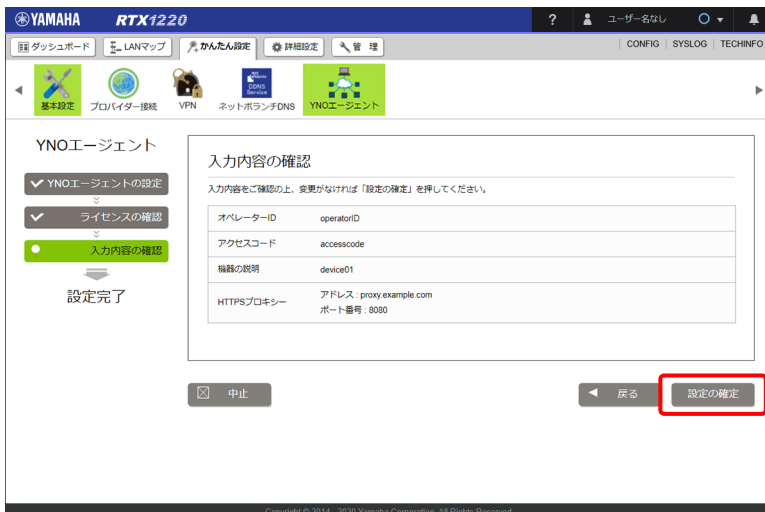 YAMAHA RTX1220 ? ユーザー名なし
ダッシュボード LANマップ かんたん設定 詳細設定 管 理 CONFIG SYSLOG TECHINFO
基本設定 プロバイダー接続 VPN ネットボランチDNS YNOエージェント
DDNS
Service
YNOエージェント
YNOエージェントの設定
ライセンスの確認
入力内容の確認
設定完了
入力内容の確認
入力内容をご確認の上、変更がなければ「設定の確定」を押してください。
オペレーターID operatorID
アクセスコード accesscode
機器の説明 device01
HTTPSプロキシー アドレス : proxy.example.com
ポート番号 : 8080
中止 戻る 設定の確定
Copyright © 2014 - 2020 Yamaha Corporation. All Rights Reserved.